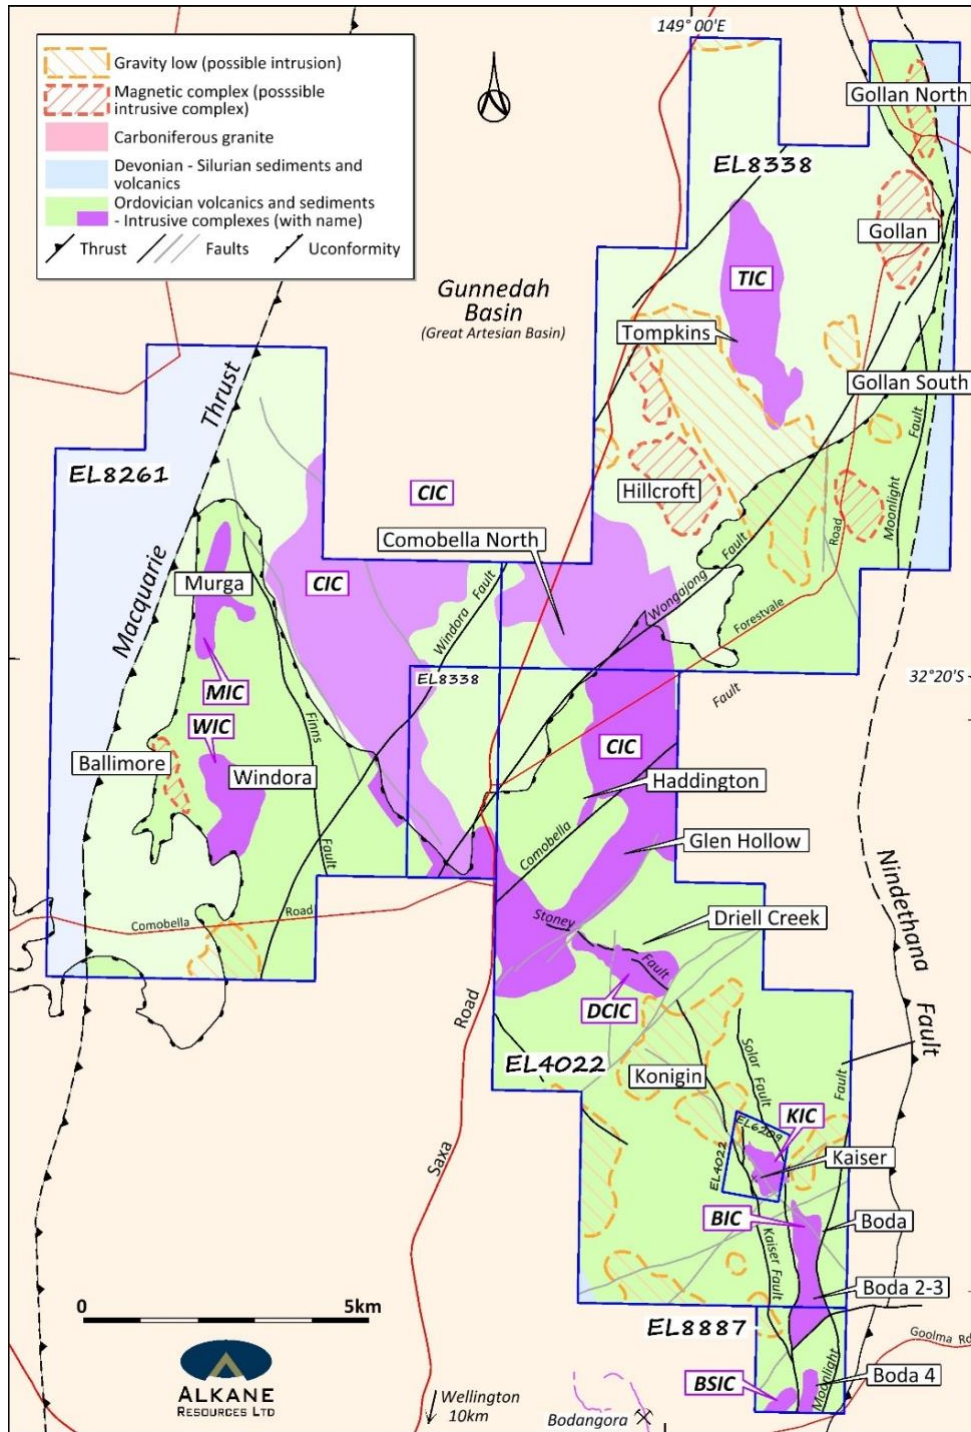 149° 00'E
Gravity low (possible intrusion)
Magnetic complex (posssible
intrusive complex)
Carboniferous granite
Devonian - Silurian sediments and
volcanics
Ordovician volcanics and sediments
- Intrusive complexes (with name)
Thrust
Faults
Uconformity
Gollan North
EL8338
Gollan
TIC
Gunnedah
Basin
(Great Artesian Basin)
Tompkins
Gollan South
Thrust
Macquarie
EL8261
CIC
Hillcroft
Road
Moonlight
Fault
Comobella North
Murga
CIC
Windora Fault
Wongajong Fault
Forestvale
EL8338
32°20'S
MIC
WIC
Finns
Fault
Fault
CIC
Ballimore
Windora
Haddington
Comobella
Glen Hollow
Nindethana
Fault
Comobella
Road
Stoney
Fault
Driell Creek
DCIC
Road
Saxa
EL4022
Konigin
Solar Fault
Fault
KIC
EL6209
EL4022
Kaiser
BIC
Boda
Kaiser Fault
Boda 2-3
0
5km
EL8887
Goolma Rd
ALKANE
RESOURCES LTD
BSIC
Moonlight
Boda 4
Wellington
10km
Bodangora